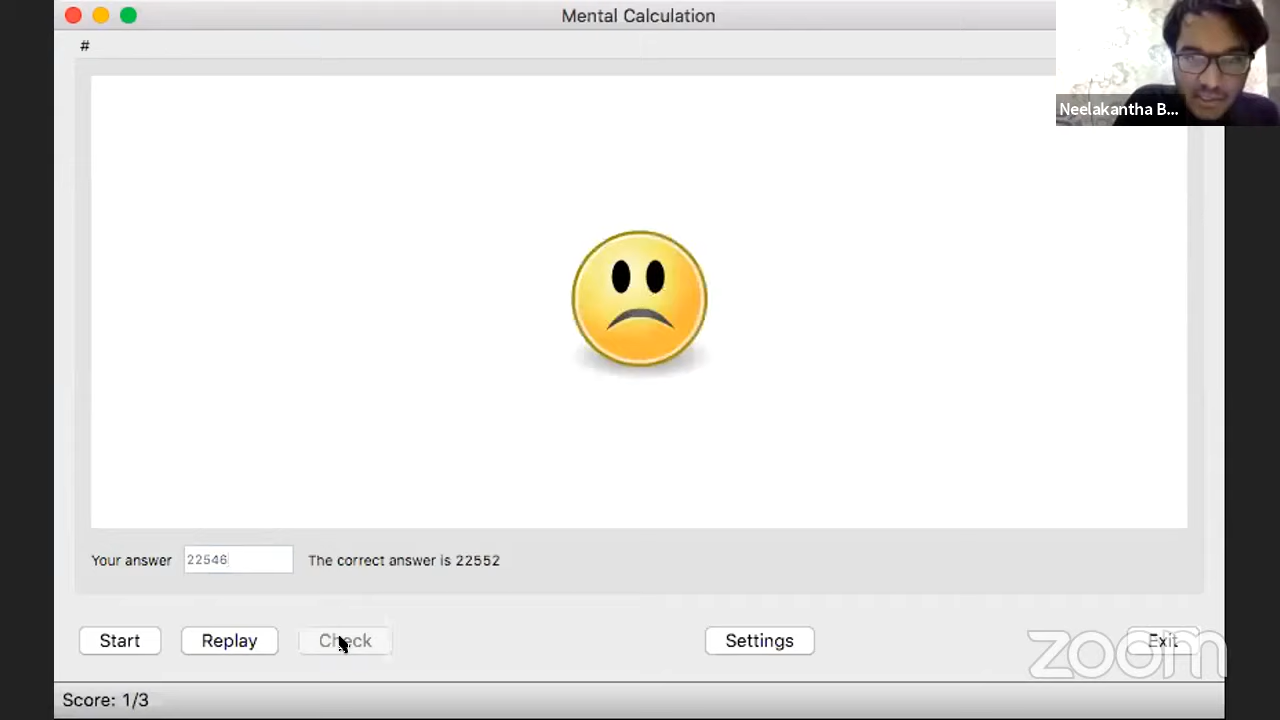 Mental Calculation
#
Neelakantha B...
Your answer 22546 The correct answer is 22552
Start Replay Check Settings Exit
zoom
Score: 1/3